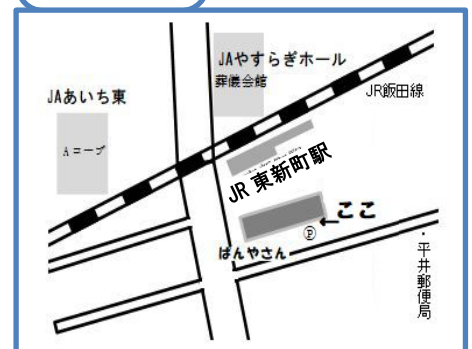 JAやすらぎホール
葬儀会館
JR飯田線
JAあいち東
Aコープ
JR 東新町駅
←ここ
Ⓟ
ぱんやさん
・平井郵便局